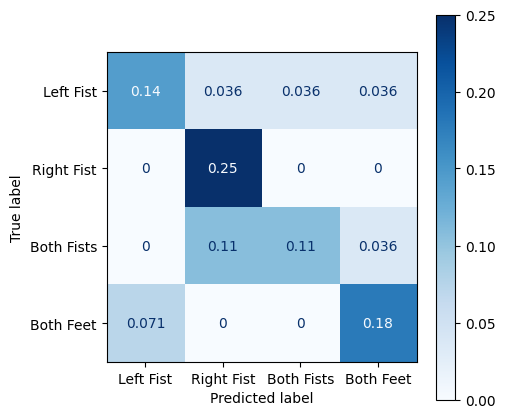 0.25
Left Fist 0.14 0.036 0.036 0.036
0.20
Right Fist 0 0.25 0 0
0.15
True label
0.10
Both Fists 0 0.11 0.11 0.036
0.05
Both Feet 0.071 0 0 0.18
0.00
Left Fist Right Fist Both Fists Both Feet
Predicted label